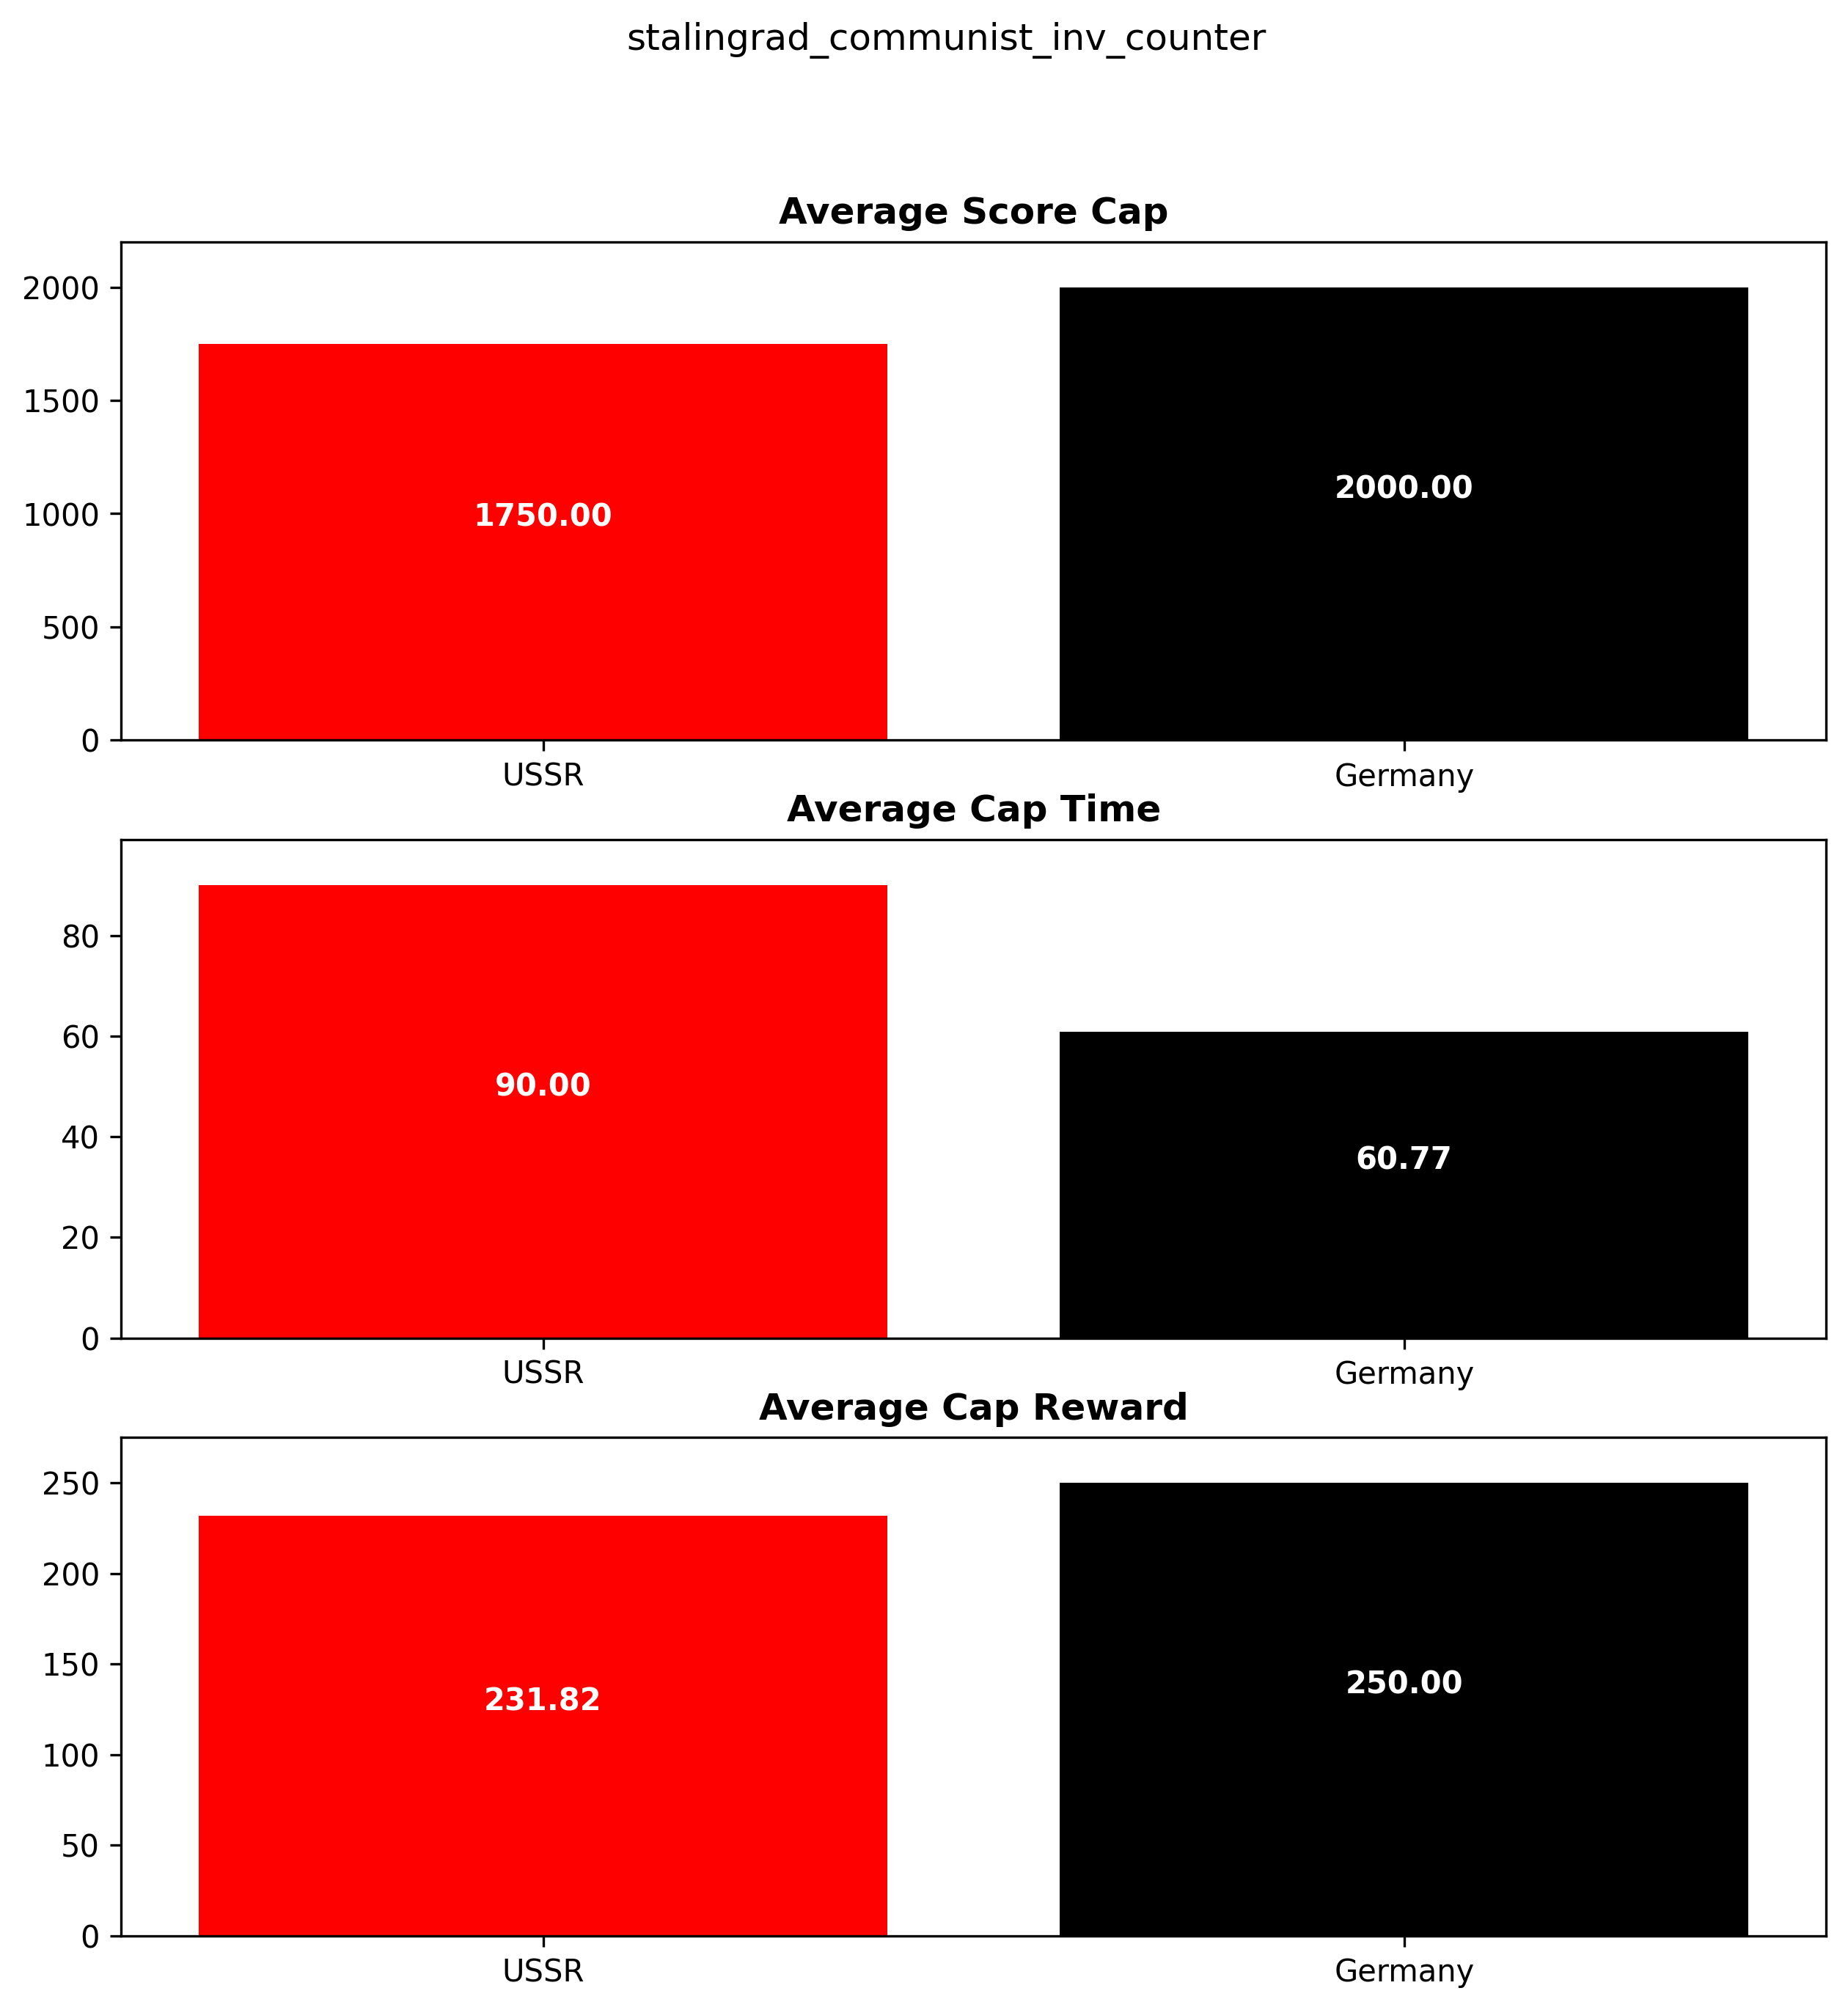 stalingrad_communist_inv_counter
Average Score Cap
2000
1500
1000
500
0
1750.00
2000.00
USSR
Germany
Average Cap Time
80
60
40
20
0
90.00
60.77
USSR
Germany
Average Cap Reward
250
200
150
100
50
0
231.82
250.00
USSR
Germany